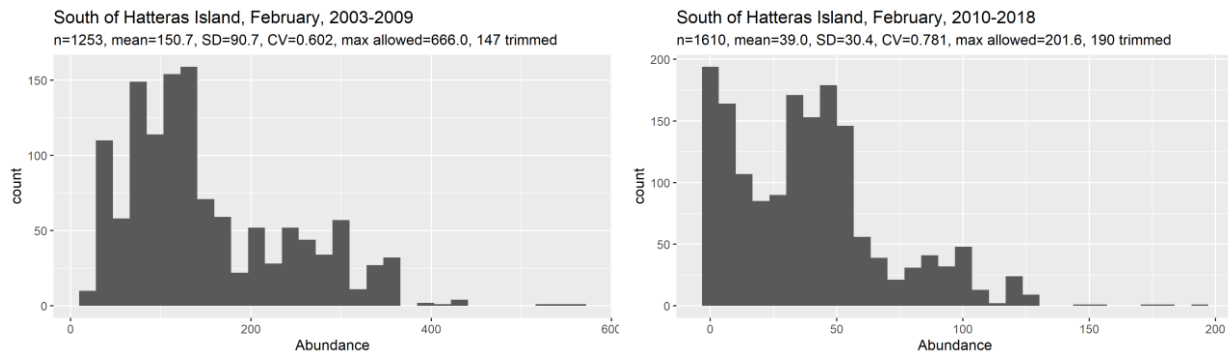 South of Hatteras Island, February, 2003-2009
n=1253, mean=150.7, SD=90.7, CV=0.602, max allowed=666.0, 147 trimmed
150
100
50
0
count
0
200
400
600
Abundance
South of Hatteras Island, February, 2010-2018
n=1610, mean=39.0, SD=30.4, CV=0.781, max allowed=201.6, 190 trimmed
200
150
100
50
0
count
0
50
100
150
200
Abundance